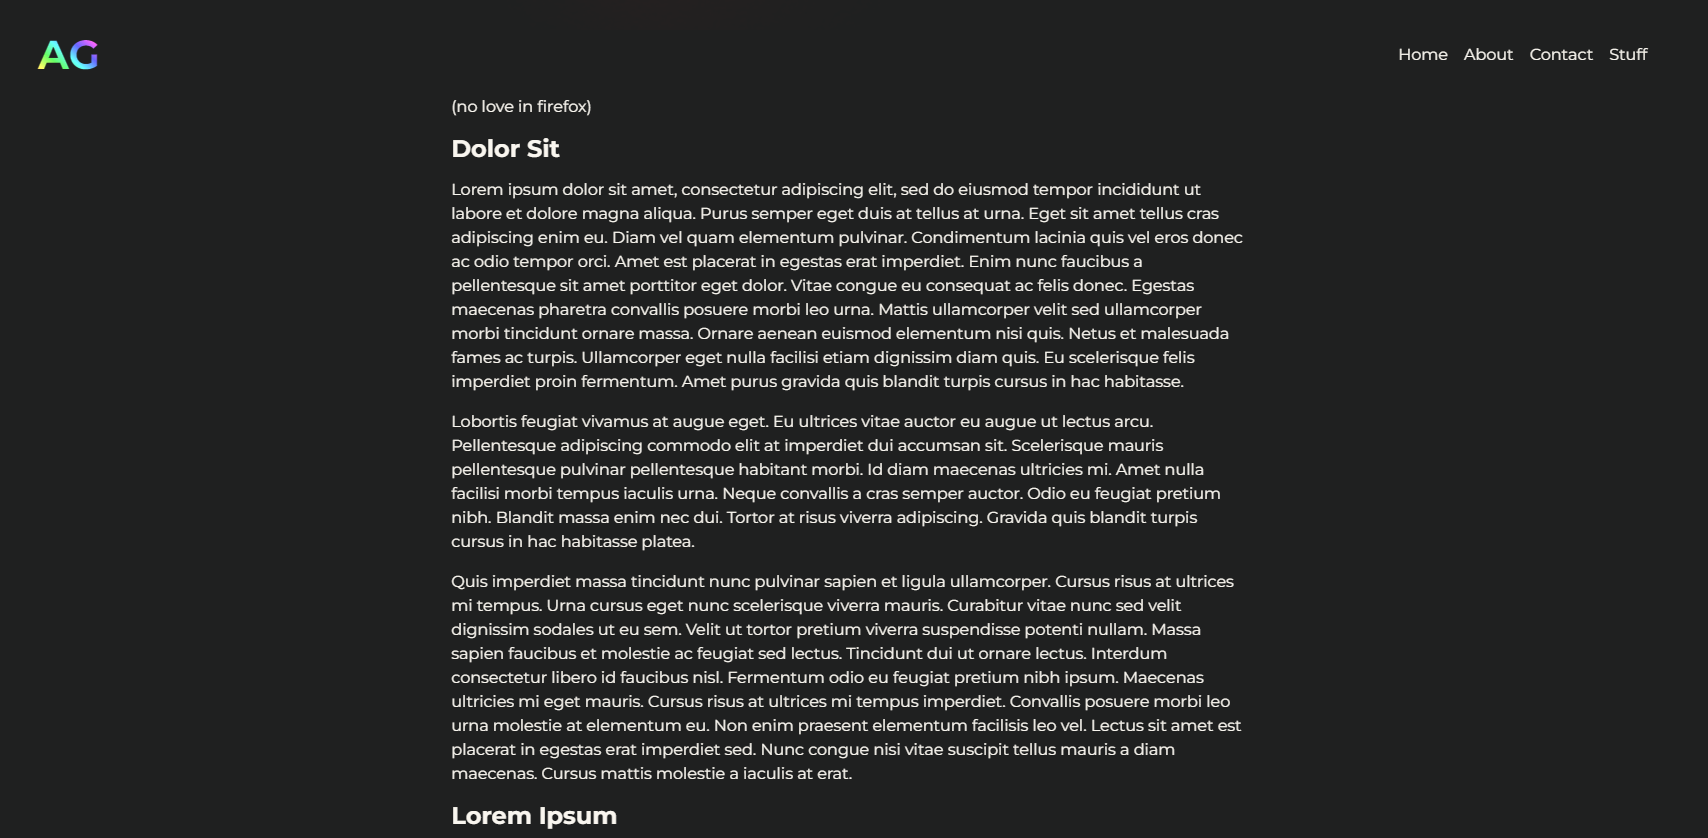 AG
Home About Contact Stuff
(no love in firefox)
Dolor Sit
Lorem ipsum dolor sit amet, consectetur adipiscing elit, sed do eiusmod tempor incididunt ut
labore et dolore magna aliqua. Purus semper eget duis at tellus at urna. Eget sit amet tellus cras
adipiscing enim eu. Diam vel quam elementum pulvinar. Condimentum lacinia quis vel eros donec
ac odio tempor orci. Amet est placerat in egestas erat imperdiet. Enim nunc faucibus a
pellentesque sit amet porttitor eget dolor. Vitae congue eu consequat ac felis donec. Egestas
maecenas pharetra convallis posuere morbi leo urna. Mattis ullamcorper velit sed ullamcorper
morbi tincidunt ornare massa. Ornare aenean euismod elementum nisi quis. Netus et malesuada
fames ac turpis. Ullamcorper eget nulla facilisi etiam dignissim diam quis. Eu scelerisque felis
imperdiet proin fermentum. Amet purus gravida quis blandit turpis cursus in hac habitasse.
Lobortis feugiat vivamus at augue eget. Eu ultrices vitae auctor eu augue ut lectus arcu.
Pellentesque adipiscing commodo elit at imperdiet dui accumsan sit. Scelerisque mauris
pellentesque pulvinar pellentesque habitant morbi. Id diam maecenas ultricies mi. Amet nulla
facilisi morbi tempus iaculis urna. Neque convallis a cras semper auctor. Odio eu feugiat pretium
nibh. Blandit massa enim nec dui. Tortor at risus viverra adipiscing. Gravida quis blandit turpis
cursus in hac habitasse platea.
Quis imperdiet massa tincidunt nunc pulvinar sapien et ligula ullamcorper. Cursus risus at ultrices
mi tempus. Urna cursus eget nunc scelerisque viverra mauris. Curabitur vitae nunc sed velit
dignissim sodales ut eu sem. Velit ut tortor pretium viverra suspendisse potenti nullam. Massa
sapien faucibus et molestie ac feugiat sed lectus. Tincidunt dui ut ornare lectus. Interdum
consectetur libero id faucibus nisl. Fermentum odio eu feugiat pretium nibh ipsum. Maecenas
ultricies mi eget mauris. Cursus risus at ultrices mi tempus imperdiet. Convallis posuere morbi leo
urna molestie at elementum eu. Non enim praesent elementum facilisis leo vel. Lectus sit amet est
placerat in egestas erat imperdiet sed. Nunc congue nisi vitae suscipit tellus mauris a diam
maecenas. Cursus mattis molestie a iaculis at erat.
Lorem Ipsum